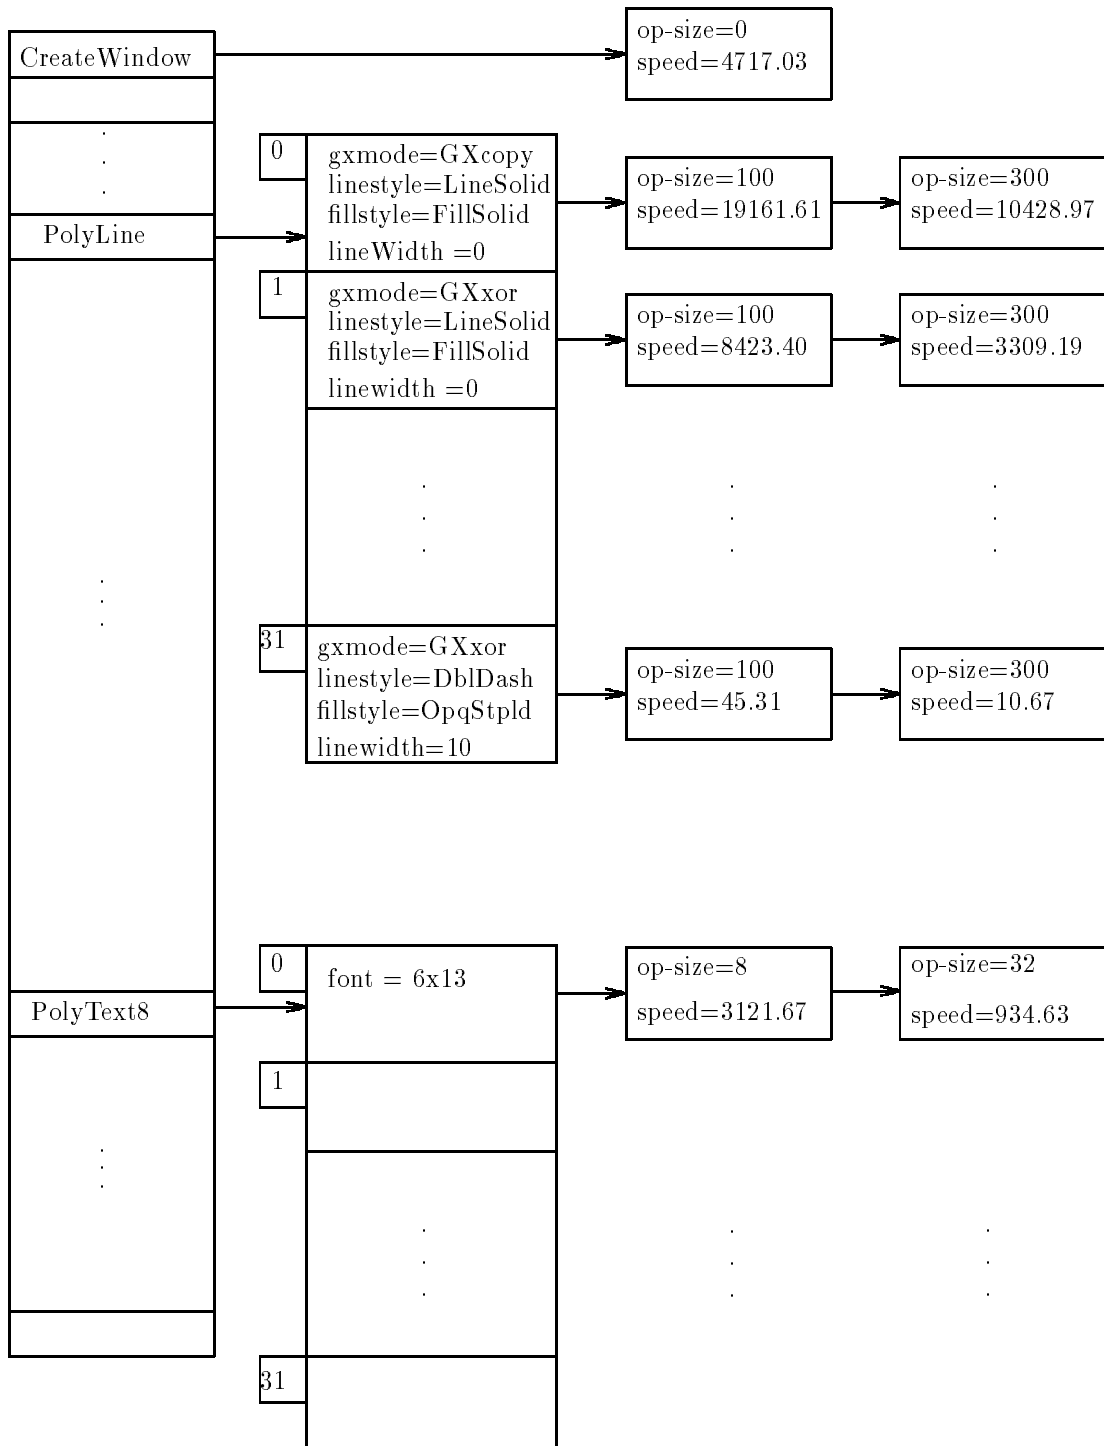 CreateWindow
op-size=0
speed=4717.03
PolyLine
0
gxmode=GXcopy
linestyle=LineSolid
fillstyle=FillSolid
lineWidth =0
op-size=100
speed=19161.61
op-size=300
speed=10428.97
1
gxmode=GXxor
linestyle=LineSolid
fillstyle=FillSolid
linewidth =0
op-size=100
speed=8423.40
op-size=300
speed=3309.19
31
gxmode=GXxor
linestyle=DblDash
fillstyle=OpqStpld
linewidth=10
op-size=100
speed=45.31
op-size=300
speed=10.67
PolyText8
0
font = 6x13
op-size=8
speed=3121.67
op-size=32
speed=934.63
1
31